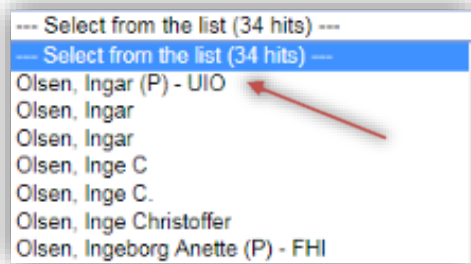 --- Select from the list (34 hits) ---
--- Select from the list (34 hits) ---
Olsen, Ingar (P) - UIO
Olsen, Ingar
Olsen, Ingar
Olsen, Inge C
Olsen, Inge C.
Olsen, Inge Christoffer
Olsen, Ingeborg Anette (P) - FHI